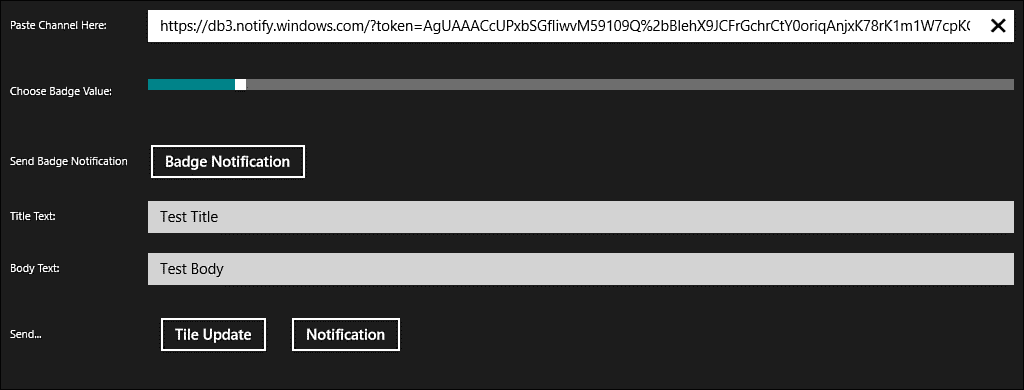 Paste Channel Here: https://db3.notify.windows.com/?token=AgUAAACcUPxbSGfliwvM59109Q%2bBlehX9JCFrGchrCtY0oriqAnjxK78rK1m1W7cpKC
Choose Badge Value:
Send Badge Notification Badge Notification
Title Text: Test Title
Body Text: Test Body
Send... Tile Update Notification